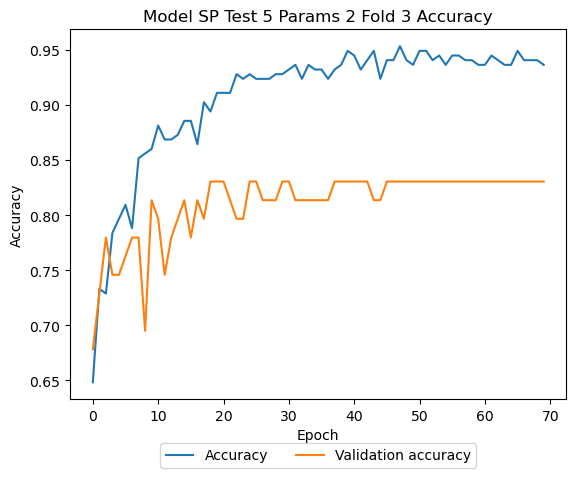 Model SP Test 5 Params 2 Fold 3 Accuracy
Accuracy
0.95
0.90
0.85
0.80
0.75
0.70
0.65
0 10 20 30 40 50 60 70
Epoch
Accuracy Validation accuracy